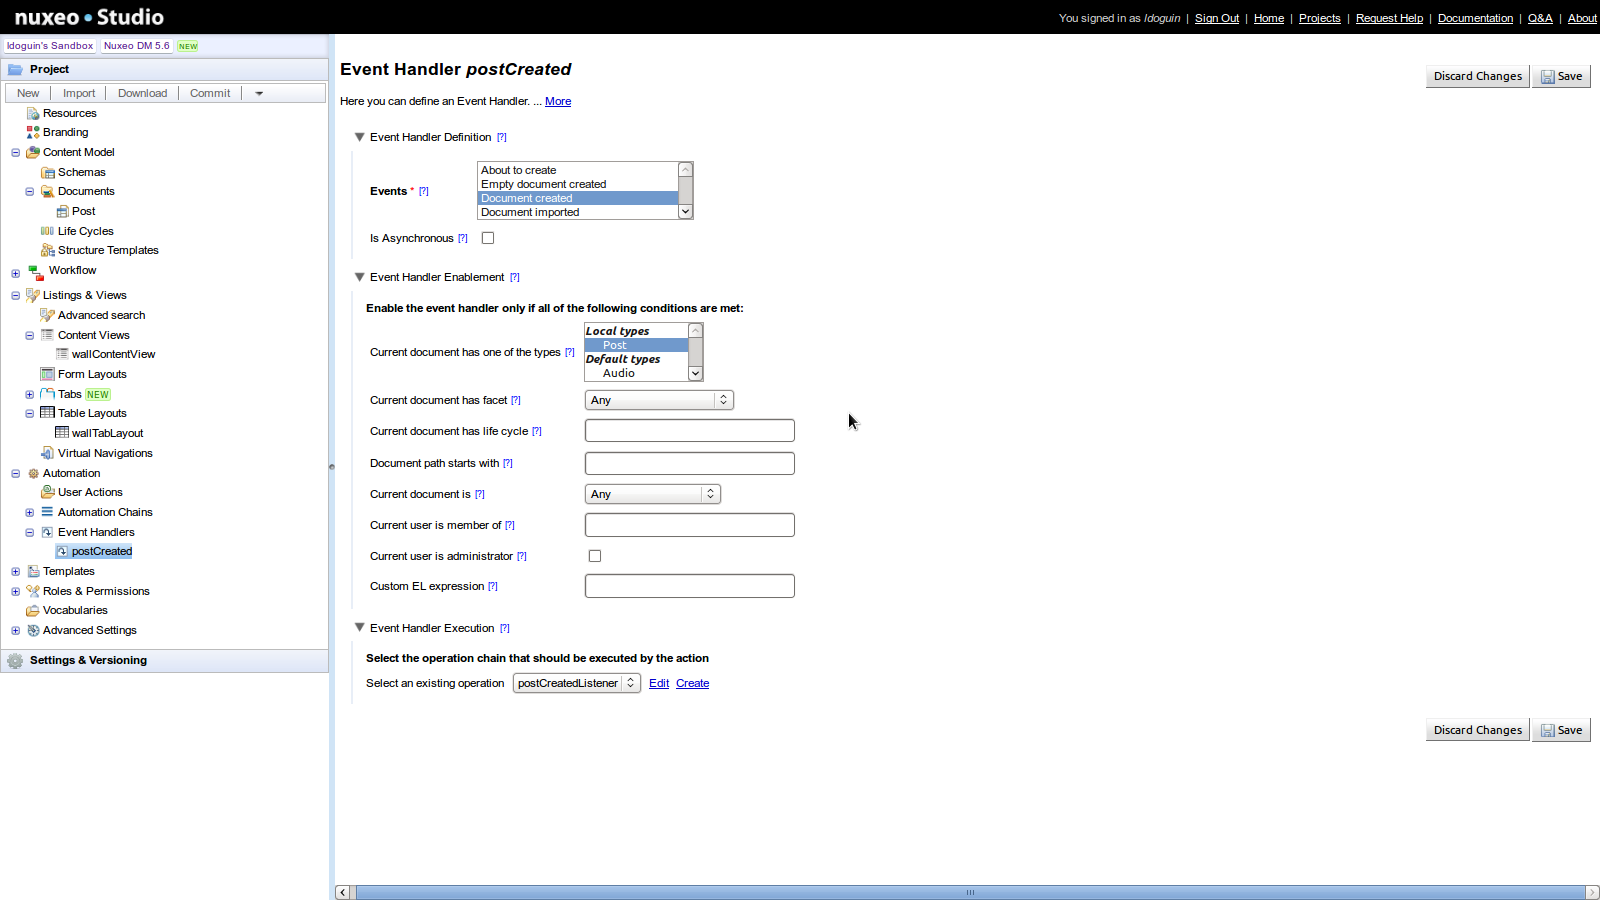 nuxeo • Studio
You signed in as ldoguin | Sign Out | Home | Projects | Request Help | Documentation | Q&A | About
ldoguin's Sandbox Nuxeo DM 5.6 NEW
Project
New Import Download Commit
Resources
Branding
Content Model
Schemas
Documents
Post
Life Cycles
Structure Templates
Workflow
Listings & Views
Advanced search
Content Views
wallContentView
Form Layouts
Tabs NEW
Table Layouts
wallTabLayout
Virtual Navigations
Automation
User Actions
Automation Chains
Event Handlers
postCreated
Templates
Roles & Permissions
Vocabularies
Advanced Settings
Settings & Versioning
Event Handler postCreated
Discard Changes Save
Here you can define an Event Handler. ... More
Event Handler Definition [?]
Events * [?]
About to create
Empty document created
Document created
Document imported
Is Asynchronous [?]
Event Handler Enablement [?]
Enable the event handler only if all of the following conditions are met:
Current document has one of the types [?]
Local types
Post
Default types
Audio
Current document has facet [?] Any
Current document has life cycle [?]
Document path starts with [?]
Current document is [?] Any
Current user is member of [?]
Current user is administrator [?]
Custom EL expression [?]
Event Handler Execution [?]
Select the operation chain that should be executed by the action
Select an existing operation postCreatedListener Edit Create
Discard Changes Save